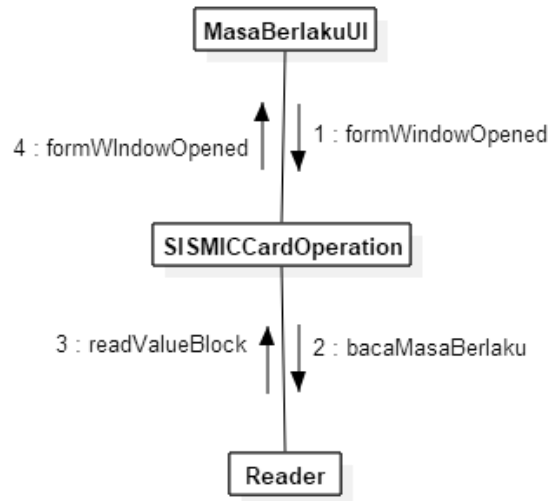 MasaBerlakuUI
4 : formWIndowOpened
1 : formWindowOpened
SISMICCardOperation
3 : readValueBlock
2 : bacaMasaBerlaku
Reader